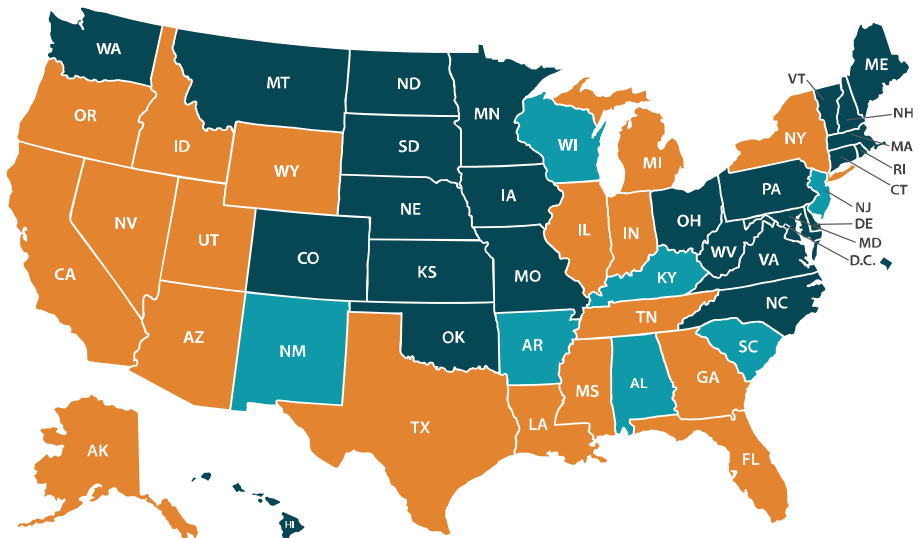 WA
MT
ND
MN
ME
VT
NH
OR
ID
SD
WI
NY
MA
MI
RI
WY
CT
IA
PA
NE
NJ
OH
NV
DE
UT
IL
IN
MD
WV
CO
VA
D.C.
CA
KS
MO
KY
NC
TN
AZ
OK
NM
AR
SC
GA
AL
MS
TX
LA
AK
FL
HI